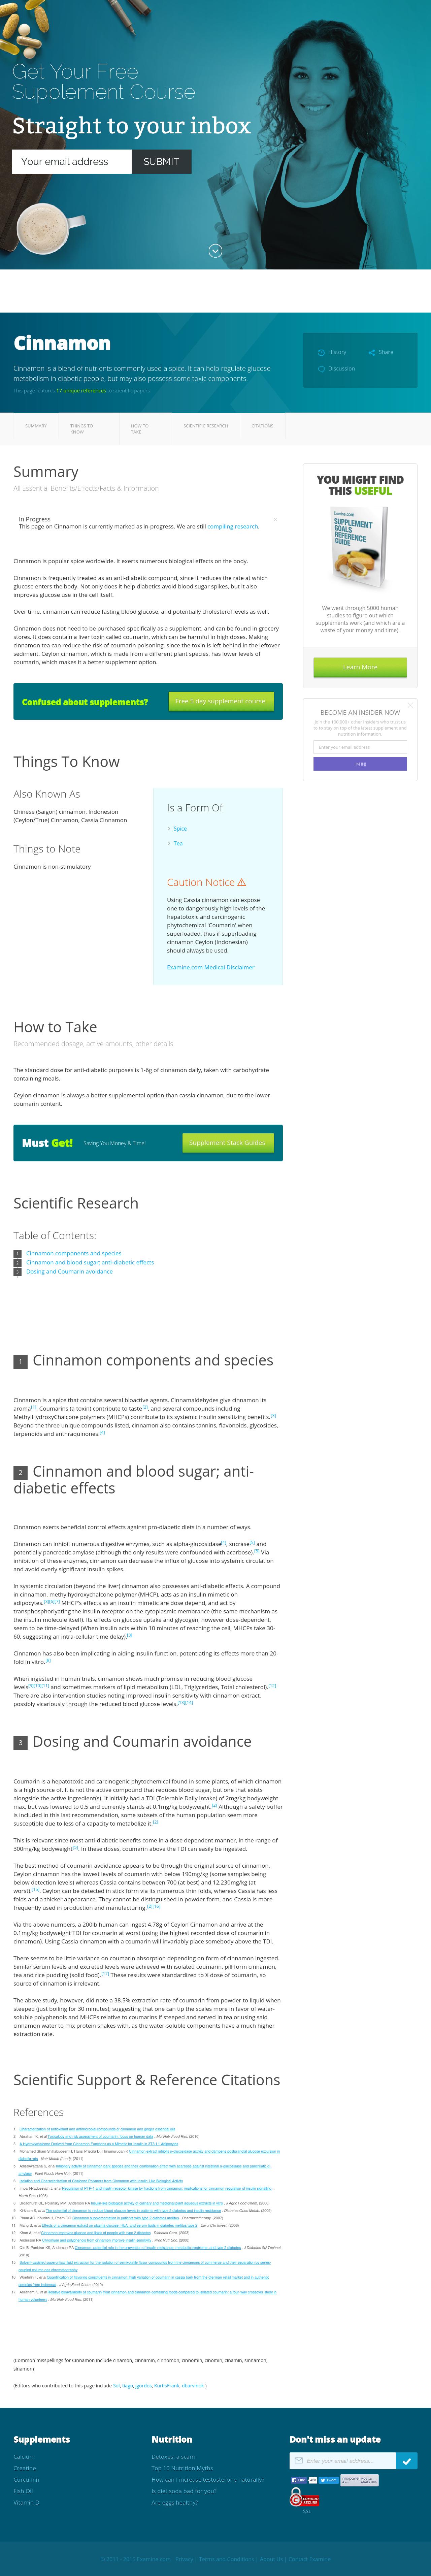 Get Your Free
Supplement Course
Straight to your inbox
Your email address
SUBMIT
Cinnamon
Cinnamon is a blend of nutrients commonly used a spice. It can help regulate glucose
metabolism in diabetic people, but may also possess some toxic components.
This page features 17 unique references to scientific papers.
History
Share
Discussion
SUMMARY
THINGS TO
KNOW
HOW TO
TAKE
SCIENTIFIC RESEARCH
CITATIONS
Summary
All Essential Benefits/Effects/Facts & Information
In Progress
This page on Cinnamon is currently marked as in-progress. We are still compiling research.
Cinnamon is popular spice worldwide. It exerts numerous biological effects on the body.
Cinnamon is frequently treated as an anti-diabetic compound, since it reduces the rate at which
glucose enters the body. Not only does it help diabetics avoid blood sugar spikes, but it also
improves glucose use in the cell itself.
Over time, cinnamon can reduce fasting blood glucose, and potentially cholesterol levels as well.
Cinnamon does not need to be purchased specifically as a supplement, and can be found in grocery
stores. It does contain a liver toxin in high levels, which can be harmful in high doses. Making
cinnamon tea can reduce the risk of coumarin poisoning, since the toxin is left in the sediment
leftover. Ceylon cinnamon, which is made from a different plant species, has lower levels of
coumarin, which makes it a better supplement option.
Confused about supplements?
Free 5 day supplement course
YOU MIGHT FIND
THIS USEFUL
Examine.com
SUPPLEMENT
GOALS
REFERENCE
GUIDE
We went through 5000 human
studies to figure out which
supplements work (and which are a
waste of your money and time).
Learn More
BECOME AN INSIDER NOW
Enter your email address
Things To Know
Also Known As
Chinese (Saigon) cinnamon, Indonesion
(Ceylon/True) Cinnamon, Cassia Cinnamon
Things to Note
Cinnamon is non-stimulatory
Is a Form Of
Spice
Tea
Caution Notice
Using Cassia cinnamon can expose
one to dangerously high levels of the
hepatotoxic and carcinogenic
phytochemical 'Coumarin' when
superloaded, thus if superloading
cinnamon Ceylon (Indonesian)
should always be used.
Examine.com Medical Disclaimer
How to Take
Recommended dosage, active amounts, other details
The standard dose for anti-diabetic purposes is 1-6g of cinnamon daily, taken with carbohydrate
containing meals.
Ceylon cinnamon is always a better supplemental option than cassia cinnamon, due to the lower
coumarin content.
Must Get!
Saving You Money & Time!
Supplement Stack Guides
Scientific Research
Table of Contents:
1 Cinnamon components and species
2 Cinnamon and blood sugar; anti-diabetic effects
3 Dosing and Coumarin avoidance
1 Cinnamon components and species
Cinnamon is a spice that contains several bioactive agents. Cinnamaldehydes give cinnamon its
aroma[1], Coumarins (a toxin) contribute to taste[2], and several compounds including
MethylHydroxyChalcone polymers (MHCPs) contribute to its systemic insulin sensitizing benefits.[3]
Beyond the three unique compounds listed, cinnamon also contains tannins, flavonoids, glycosides,
terpenoids and anthraquinones.[4]
2 Cinnamon and blood sugar; anti-
diabetic effects
Cinnamon exerts beneficial control effects against pro-diabetic diets in a number of ways.
Cinnamon can inhibit numerous digestive enzymes, such as alpha-glucosidase[4], sucrase[5] and
potentially pancreatic amylase (although the only results were confounded with acarbose).[5] Via
inhibition of these enzymes, cinnamon can decrease the influx of glucose into systemic circulation
and avoid overly significant insulin spikes.
In systemic circulation (beyond the liver) cinnamon also possesses anti-diabetic effects. A compound
in cinnamon, methylhydroxychalcone polymer (MHCP), acts as an insulin mimetic on
adipocytes.[3][6][7] MHCP's effects as an insulin mimetic are dose depend, and act by
transphosphorlyating the insulin receptor on the cytoplasmic membrane (the same mechanism as
the insulin molecule itself). Its effects on glucose uptake and glycogen, however dose-dependent,
seem to be time-delayed (When insulin acts within 10 minutes of reaching the cell, MHCPs take 30-
60, suggesting an intra-cellular time delay).[3]
Cinnamon has also been implicating in aiding insulin function, potentiating its effects more than 20-
fold in vitro.[8]
When ingested in human trials, cinnamon shows much promise in reducing blood glucose
levels[9][10][11] and sometimes markers of lipid metabolism (LDL, Triglycerides, Total cholesterol).[12]
There are also intervention studies noting improved insulin sensitivity with cinnamon extract,
possibly vicariously through the reduced blood glucose levels.[13][14]
3 Dosing and Coumarin avoidance
Coumarin is a hepatotoxic and carcinogenic phytochemical found in some plants, of which cinnamon
is a high source of. It is not the active compound that reduces blood sugar, but one that exists
alongside the active ingredient(s). It initially had a TDI (Tolerable Daily Intake) of 2mg/kg bodyweight
max, but was lowered to 0.5 and currently stands at 0.1mg/kg bodyweight.[2] Although a safety buffer
is included in this last recommendation, some subsets of the human population seem more
suceptible due to less of a capacity to metabolize it.[2]
This is relevant since most anti-diabetic benefits come in a dose dependent manner, in the range of
300mg/kg bodyweight[5]. In these doses, coumarin above the TDI can easily be ingested.
The best method of coumarin avoidance appears to be through the original source of cinnamon.
Ceylon cinnamon has the lowest levels of coumarin with below 190mg/kg (some samples being
below detection levels) whereas Cassia contains between 700 (at best) and 12,230mg/kg (at
worst).[15]. Ceylon can be detected in stick form via its numerous thin folds, whereas Cassia has less
folds and a thicker appearance. They cannot be distinguished in powder form, and Cassia is more
frequently used in production and manufacturing.[2][16]
Via the above numbers, a 200lb human can ingest 4.78g of Ceylon Cinnamon and arrive at the
0.1mg/kg bodyweight TDI for coumarin at worst (using the highest recorded dose of coumarin in
cinnamon). Using Cassia cinnamon with a coumarin will invariably place somebody above the TDI.
There seems to be little variance on coumarin absorption depending on form of cinnamon ingested.
Similar serum levels and excreted levels were achieved with isolated coumarin, pill form cinnamon,
tea and rice pudding (solid food).[17] These results were standardized to X dose of coumarin, so
source of cinnamon is irrelevant.
The above study, however, did note a 38.5% extraction rate of coumarin from powder to liquid when
steeped (just boiling for 30 minutes); suggesting that one can tip the scales more in favor of water-
soluble polyphenols and MHCPs relative to coumarins if steeped and served in tea or using said
cinnamon water to mix protein shakes with, as the water-soluble components have a much higher
extraction rate.
Scientific Support & Reference Citations
References
(Common misspellings for Cinnamon include cnamon, cinnamin, cinnomon, cinnomin, cinamin, cinnamin, sinnamon,
sinamon)
(Editors who contributed to this page include Sol,
Supplements
Calcium
Creatine
Curcumin
Fish Oil
Vitamin D
Nutrition
Detoxes: a scam
Top 10 Nutrition Myths
How can I increase testosterone naturally?
Is diet soda bad for you?
Are eggs healthy?
Don't miss an update
Enter your email address...
Like
Tweet
SSL